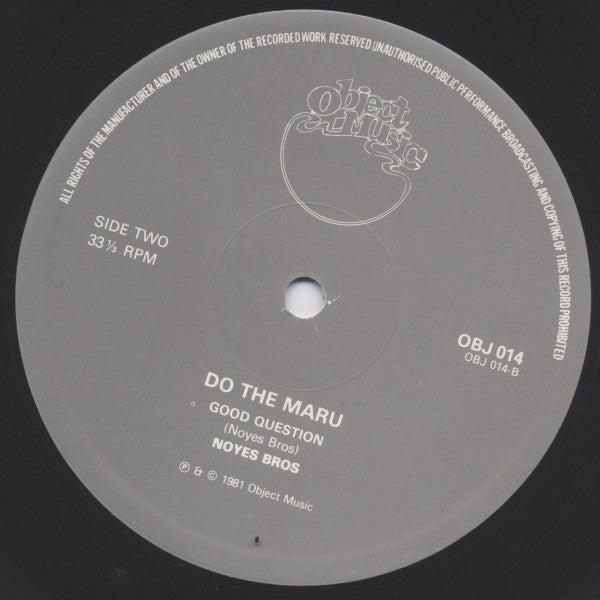 ALL RIGHTS OF THE MANUFACTURER AND OF THE OWNER OF THE RECORDED WORK RESERVED UNAUTHORISED PUBLIC PERFORMANCE BROADCASTING AND COPYING OF THIS RECORD PROHIBITED
Object
Music
SIDE TWO
33⅓ RPM
OBJ 014
OBJ 014-B
DO THE MARU
GOOD QUESTION
(Noyes Bros)
NOYES BROS
℗ & © 1981 Object Music